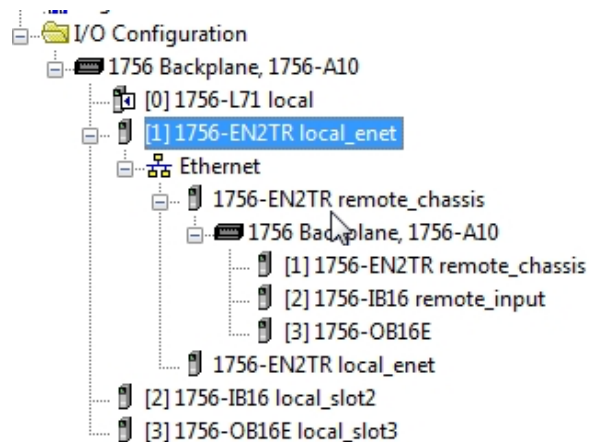 I/O Configuration
1756 Backplane, 1756-A10
[0] 1756-L71 local
[1] 1756-EN2TR local_enet
Ethernet
1756-EN2TR remote_chassis
1756 Backplane, 1756-A10
[1] 1756-EN2TR remote_chassis
[2] 1756-IB16 remote_input
[3] 1756-OB16E
1756-EN2TR local_enet
[2] 1756-IB16 local_slot2
[3] 1756-OB16E local_slot3